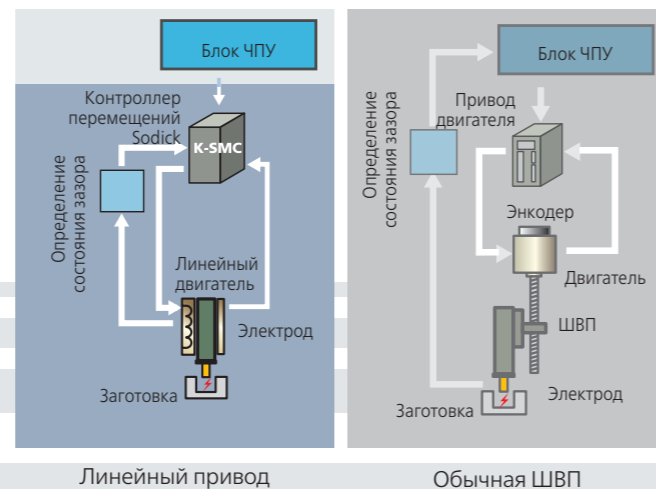 Блок ЧПУ
Контроллер
перемещений
Sodick
K-SMC
Определение
состояния зазора
Линейный
двигатель
Электрод
Заготовка
Линейный привод
Блок ЧПУ
Привод
двигателя
Определение
состояния зазора
Энкодер
Двигатель
ШВП
Электрод
Заготовка
Обычная ШВП